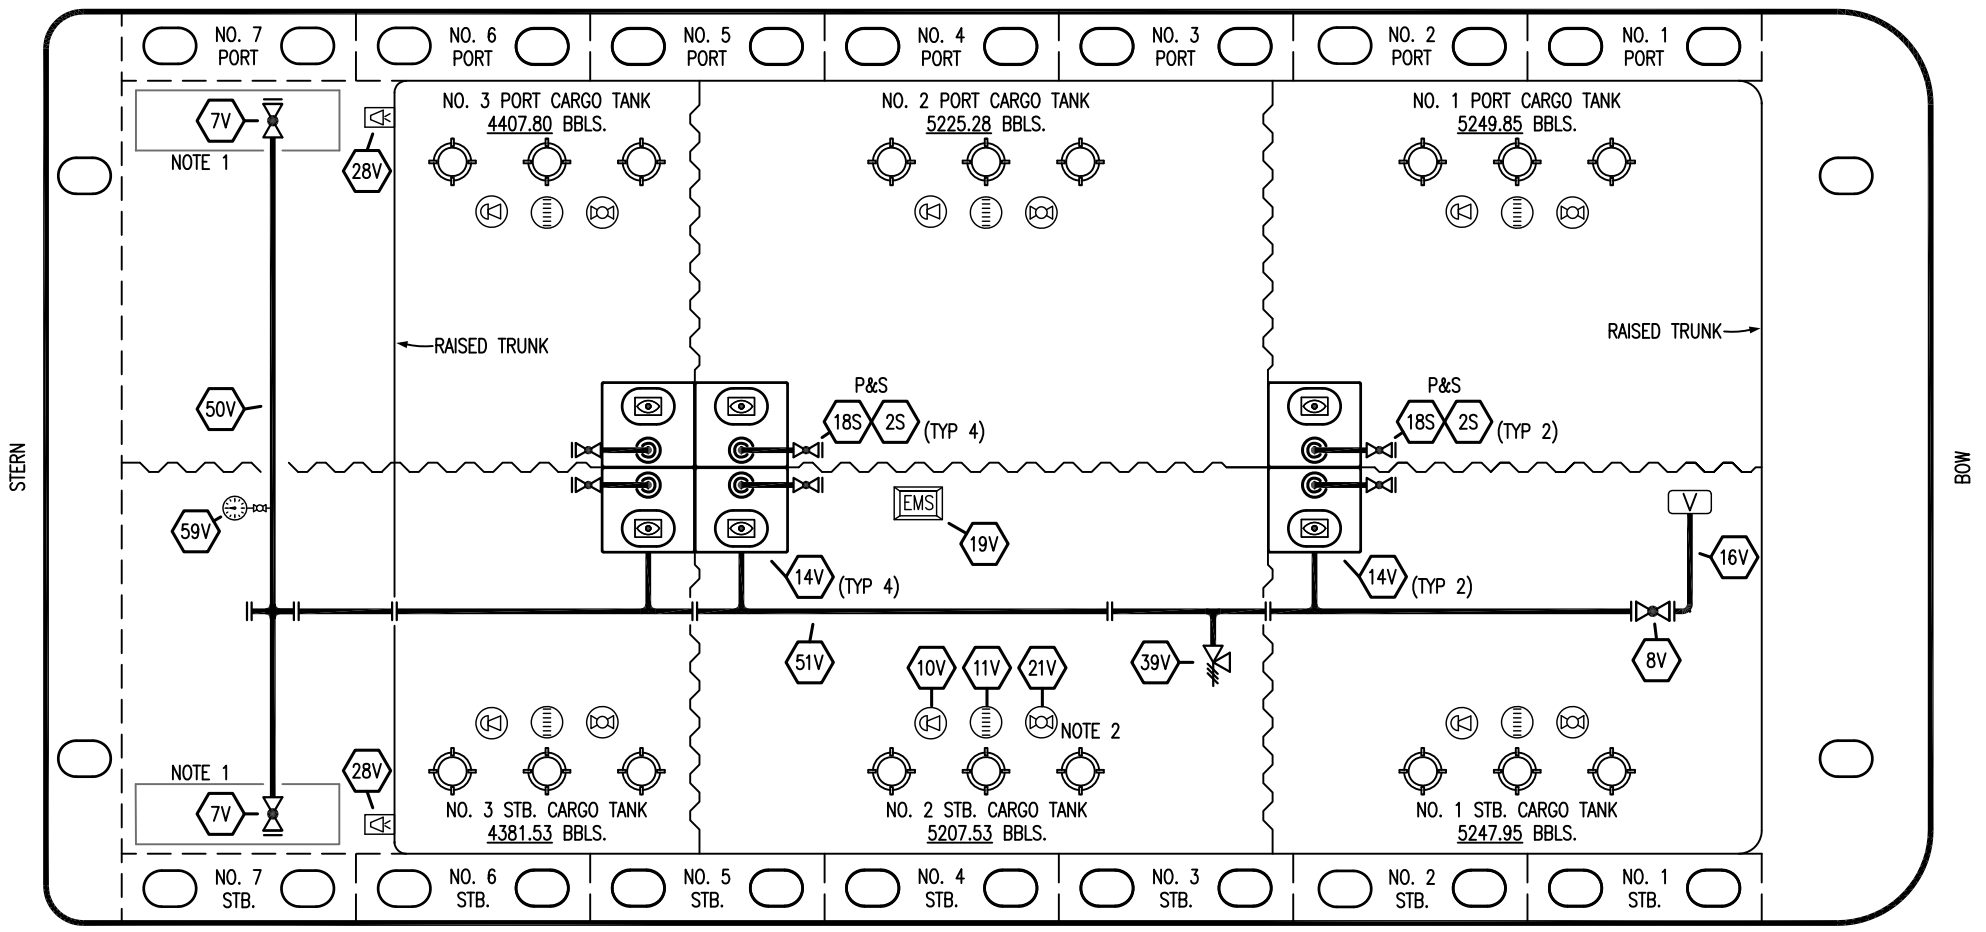 NO. 7
PORT
NO. 6
PORT
NO. 5
PORT
NO. 4
PORT
NO. 3
PORT
NO. 2
PORT
NO. 1
PORT
7V
NOTE 1
28V
NO. 3 PORT CARGO TANK
4407.80 BBLS.
NO. 2 PORT CARGO TANK
5225.28 BBLS.
NO. 1 PORT CARGO TANK
5249.85 BBLS.
RAISED TRUNK
RAISED TRUNK
50V
P&S
18S 2S (TYP 4)
P&S
18S 2S (TYP 2)
STERN
BOW
59V
EMS
19V
V
16V
14V (TYP 4)
14V (TYP 2)
51V
10V 11V 21V
39V
8V
NOTE 2
NOTE 1
28V
7V
NO. 3 STB. CARGO TANK
4381.53 BBLS.
NO. 2 STB. CARGO TANK
5207.53 BBLS.
NO. 1 STB. CARGO TANK
5247.95 BBLS.
NO. 7
STB.
NO. 6
STB.
NO. 5
STB.
NO. 4
STB.
NO. 3
STB.
NO. 2
STB.
NO. 1
STB.